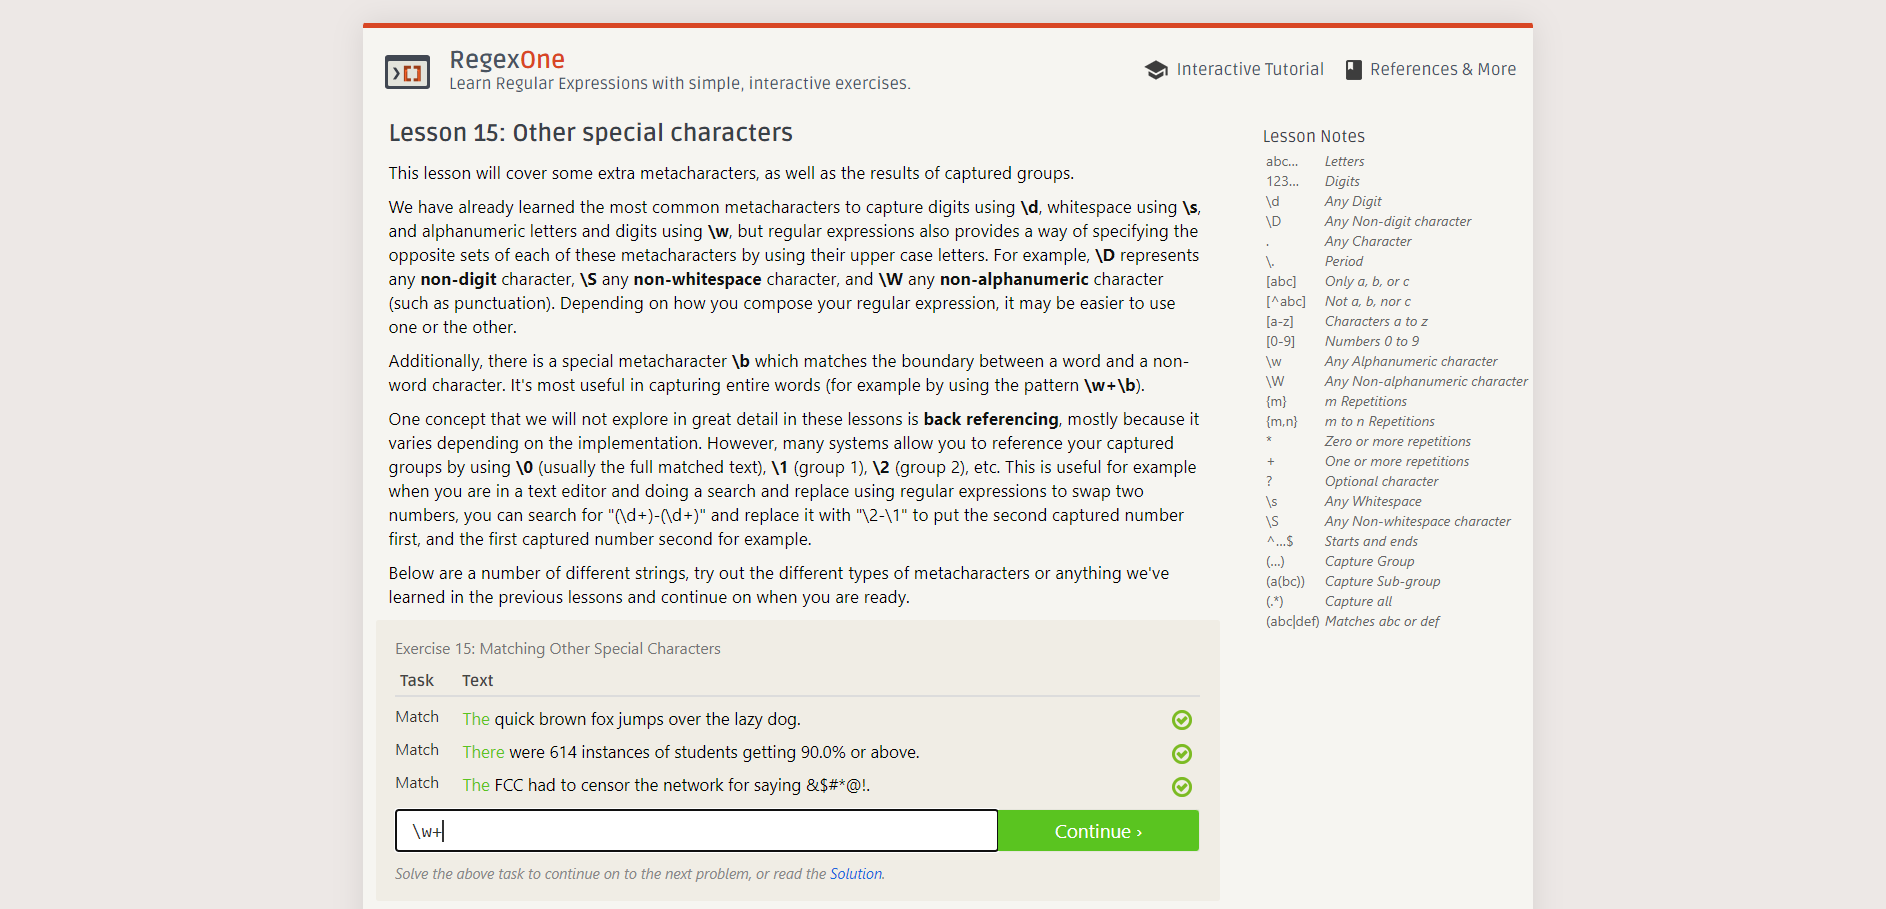 RegexOne
Learn Regular Expressions with simple, interactive exercises.
Interactive Tutorial
References & More
Lesson 15: Other special characters
This lesson will cover some extra metacharacters, as well as the results of captured groups.
We have already learned the most common metacharacters to capture digits using \d, whitespace using \s,
and alphanumeric letters and digits using \w, but regular expressions also provides a way of specifying the
opposite sets of each of these metacharacters by using their upper case letters. For example, \D represents
any non-digit character, \S any non-whitespace character, and \W any non-alphanumeric character
(such as punctuation). Depending on how you compose your regular expression, it may be easier to use
one or the other.
Additionally, there is a special metacharacter \b which matches the boundary between a word and a non-
word character. It's most useful in capturing entire words (for example by using the pattern \w+\b).
One concept that we will not explore in great detail in these lessons is back referencing, mostly because it
varies depending on the implementation. However, many systems allow you to reference your captured
groups by using \0 (usually the full matched text), \1 (group 1), \2 (group 2), etc. This is useful for example
when you are in a text editor and doing a search and replace using regular expressions to swap two
numbers, you can search for "(\d+)-(\d+)" and replace it with "\2-\1" to put the second captured number
first, and the first captured number second for example.
Below are a number of different strings, try out the different types of metacharacters or anything we've
learned in the previous lessons and continue on when you are ready.
Exercise 15: Matching Other Special Characters
Task Text
Match The quick brown fox jumps over the lazy dog.
Match There were 614 instances of students getting 90.0% or above.
Match The FCC had to censor the network for saying &$#*@!.
\w+
Continue ›
Solve the above task to continue on to the next problem, or read the Solution.
Lesson Notes
abc... Letters
123... Digits
\d Any Digit
\D Any Non-digit character
. Any Character
\. Period
[abc] Only a, b, or c
[^abc] Not a, b, nor c
[a-z] Characters a to z
[0-9] Numbers 0 to 9
\w Any Alphanumeric character
\W Any Non-alphanumeric character
{m} m Repetitions
{m,n} m to n Repetitions
* Zero or more repetitions
+ One or more repetitions
? Optional character
\s Any Whitespace
\S Any Non-whitespace character
^...$ Starts and ends
(...) Capture Group
(a(bc)) Capture Sub-group
(.*) Capture all
(abc|def) Matches abc or def